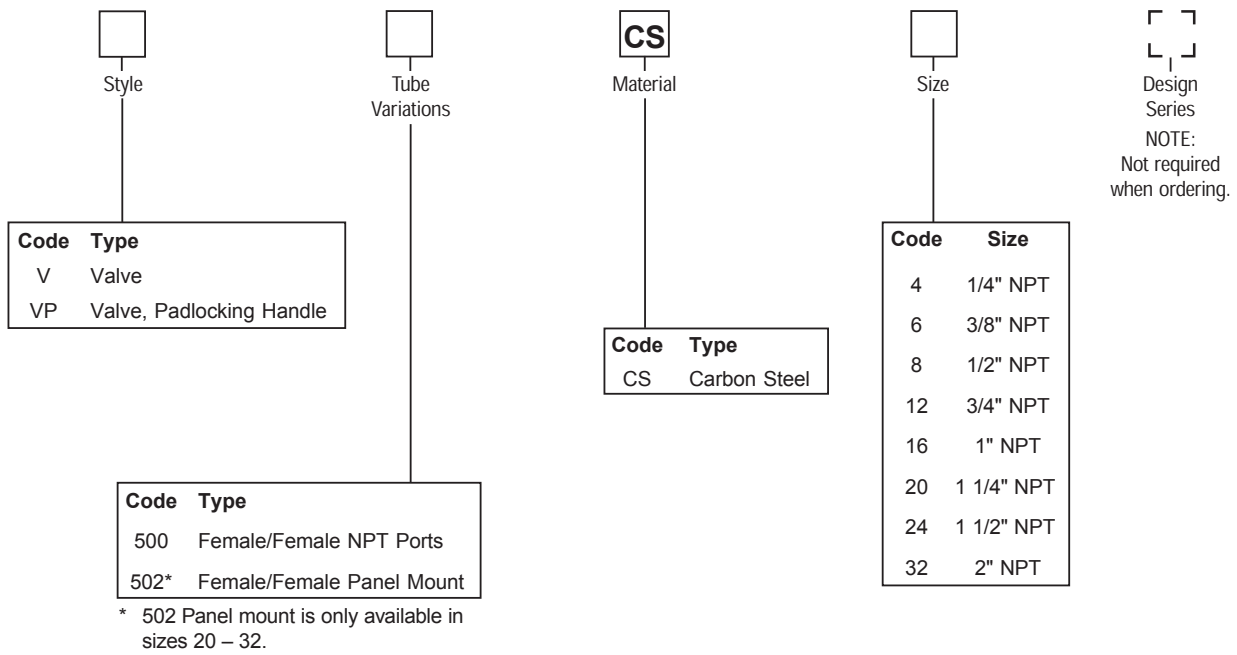 CS
Style
Tube
Variations
Material
Size
Design
Series
NOTE:
Not required
when ordering.
Code Type
V Valve
VP Valve, Padlocking Handle
Code Type
CS Carbon Steel
Code Size
4 1/4" NPT
6 3/8" NPT
8 1/2" NPT
12 3/4" NPT
16 1" NPT
20 1 1/4" NPT
24 1 1/2" NPT
32 2" NPT
Code Type
500 Female/Female NPT Ports
502* Female/Female Panel Mount
* 502 Panel mount is only available in
sizes 20 – 32.